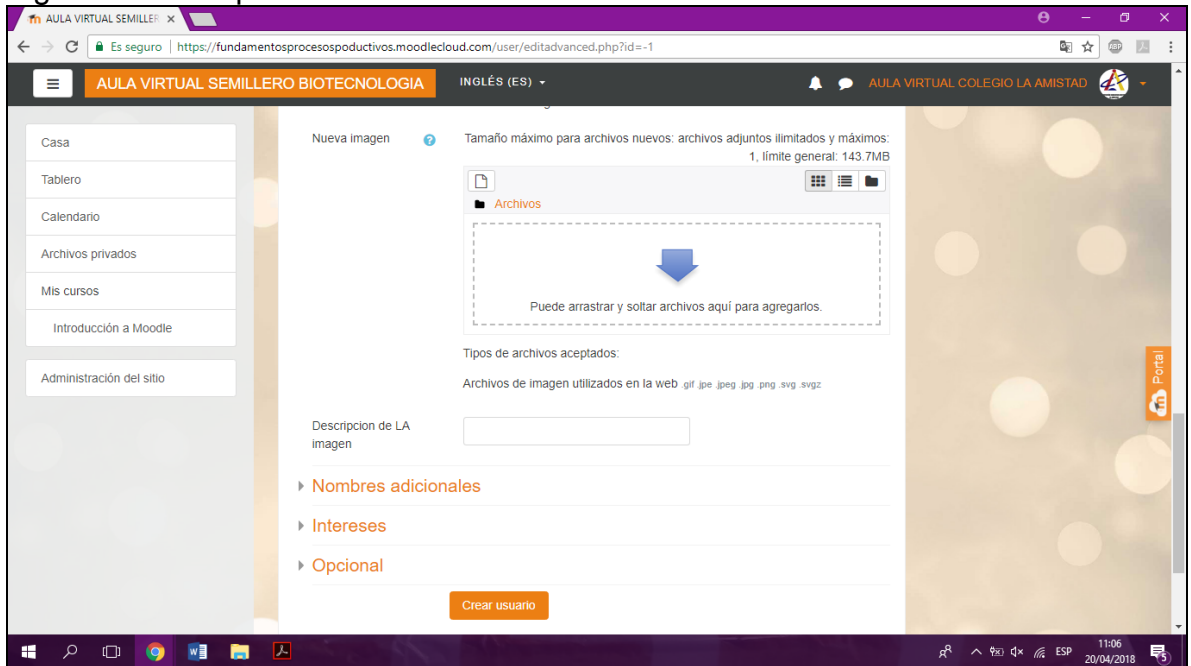 AULA VIRTUAL SEMILLER
Es seguro | https://fundamentosprocesospoductivos.moodlecloud.com/user/editadvanced.php?id=-1
AULA VIRTUAL SEMILLERO BIOTECNOLOGIA
INGLÉS (ES)
AULA VIRTUAL COLEGIO LA AMISTAD
Casa
Tablero
Calendario
Archivos privados
Mis cursos
Introducción a Moodle
Administración del sitio
Nueva imagen
Tamaño máximo para archivos nuevos: archivos adjuntos ilimitados y máximos:
1, límite general: 143.7MB
Archivos
Puede arrastrar y soltar archivos aquí para agregarlos.
Tipos de archivos aceptados:
Archivos de imagen utilizados en la web .gif .jpe .jpeg .jpg .png .svg .svgz
Descripcion de LA
imagen
Nombres adicionales
Intereses
Opcional
Crear usuario
Portal
ESP
11:06
20/04/2018
5